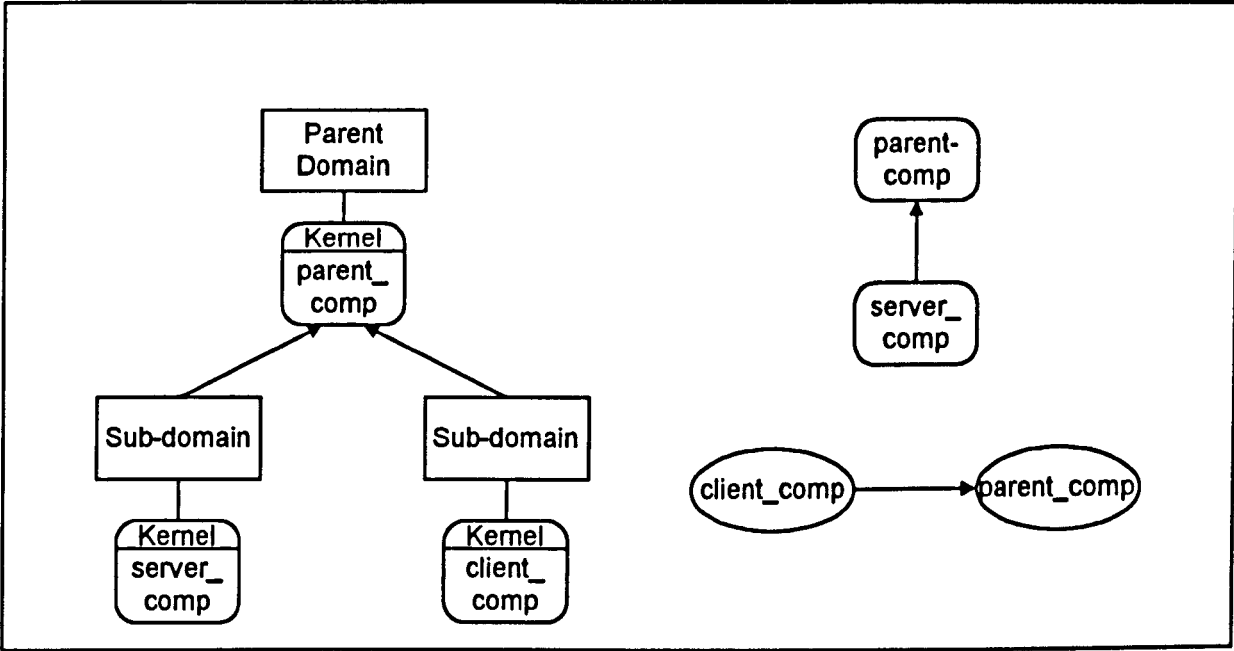 Parent
Domain
Kernel
parent_
comp
Sub-domain
Sub-domain
Kernel
server_
comp
Kernel
client_
comp
parent-
comp
server_
comp
client_comp
parent_comp